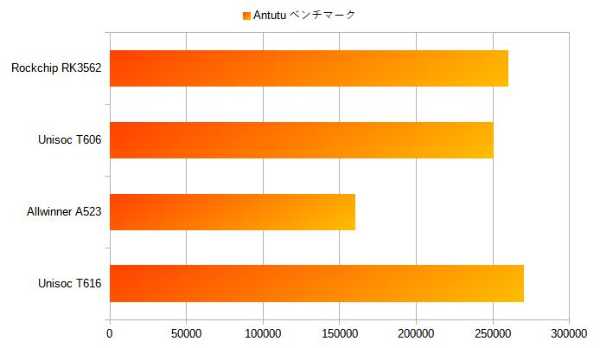 Antutu ベンチマーク
Rockchip RK3562
Unisoc T606
Allwinner A523
Unisoc T616
0 50000 100000 150000 200000 250000 300000